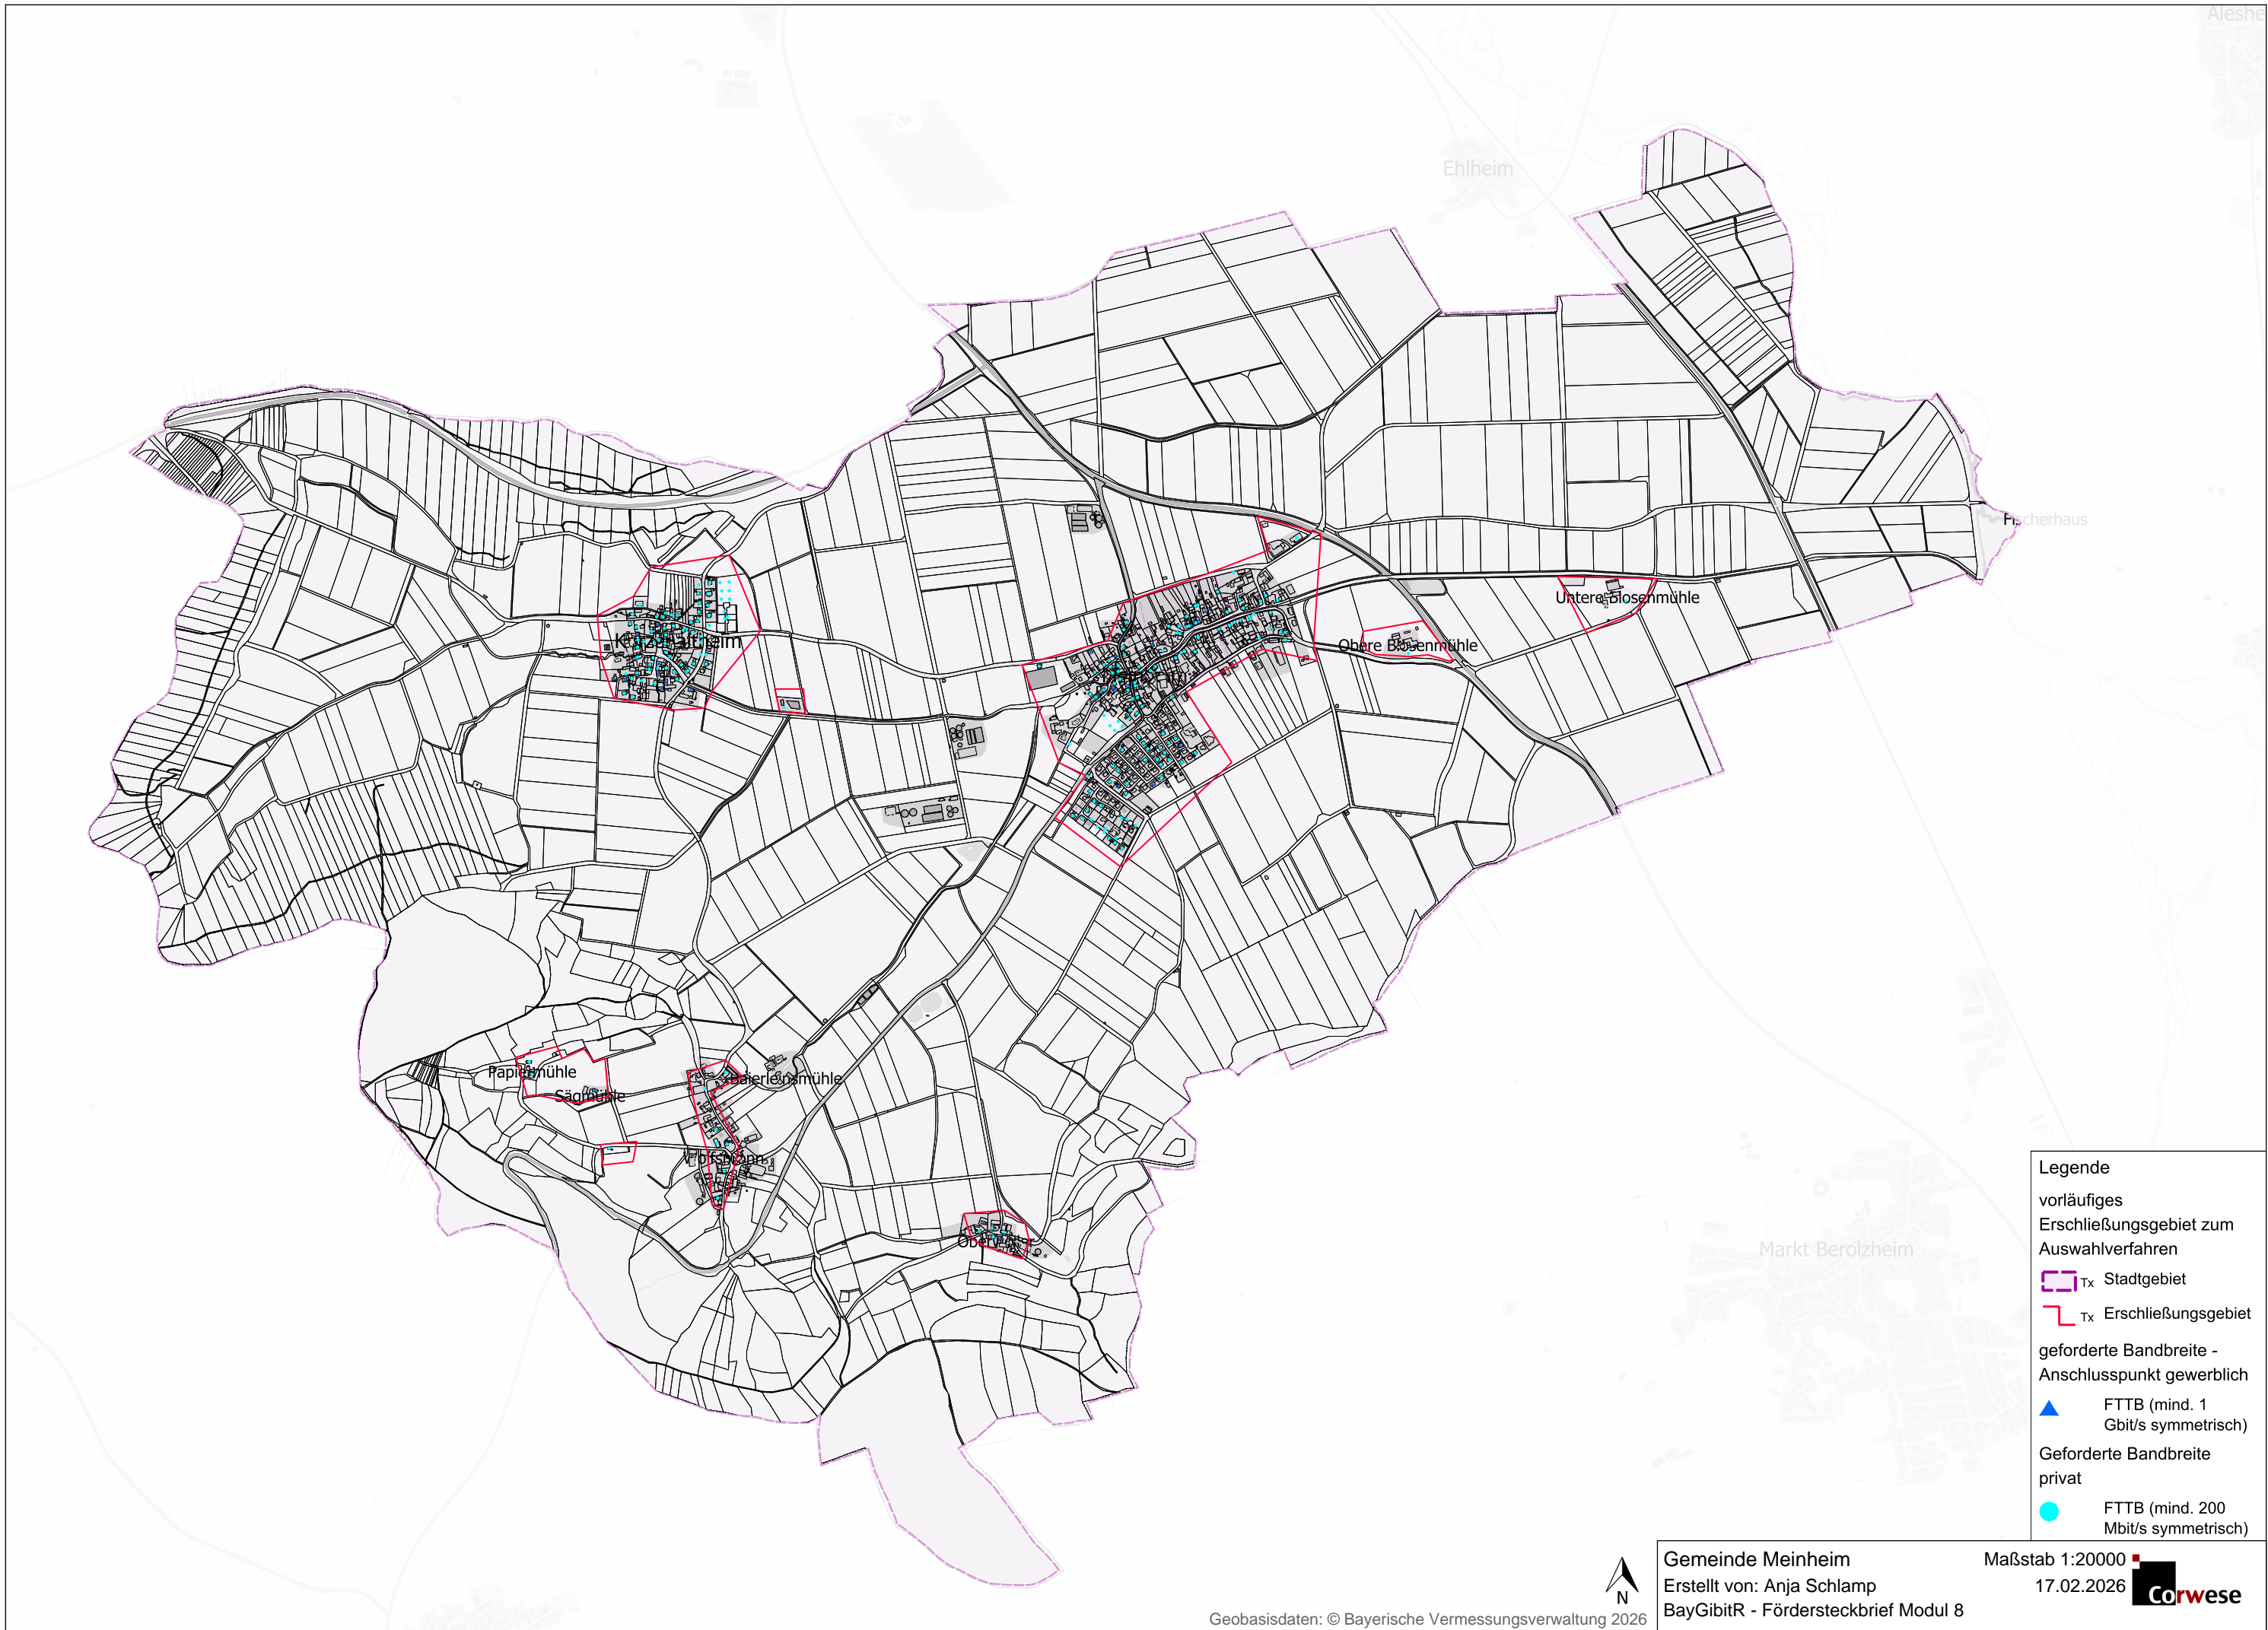 Aleshe
Ehlheim
Fischerhaus
Untere Blosenmühle
Obere Blosenmühle
Kurzenaltheim
Papiermühle
Sägmühle
Baierleinsmühle
Wolfsbronn
Markt Berolzheim
Legende
vorläufiges
Erschließungsgebiet zum
Auswahlverfahren
Tx Stadtgebiet
Tx Erschließungsgebiet
geforderte Bandbreite -
Anschlusspunkt gewerblich
FTTB (mind. 1
Gbit/s symmetrisch)
Geforderte Bandbreite
privat
FTTB (mind. 200
Mbit/s symmetrisch)
N
Geobasisdaten: © Bayerische Vermessungsverwaltung 2026
Gemeinde Meinheim
Erstellt von: Anja Schlamp
BayGibitR - Fördersteckbrief Modul 8
Maßstab 1:20000
17.02.2026
Corwese